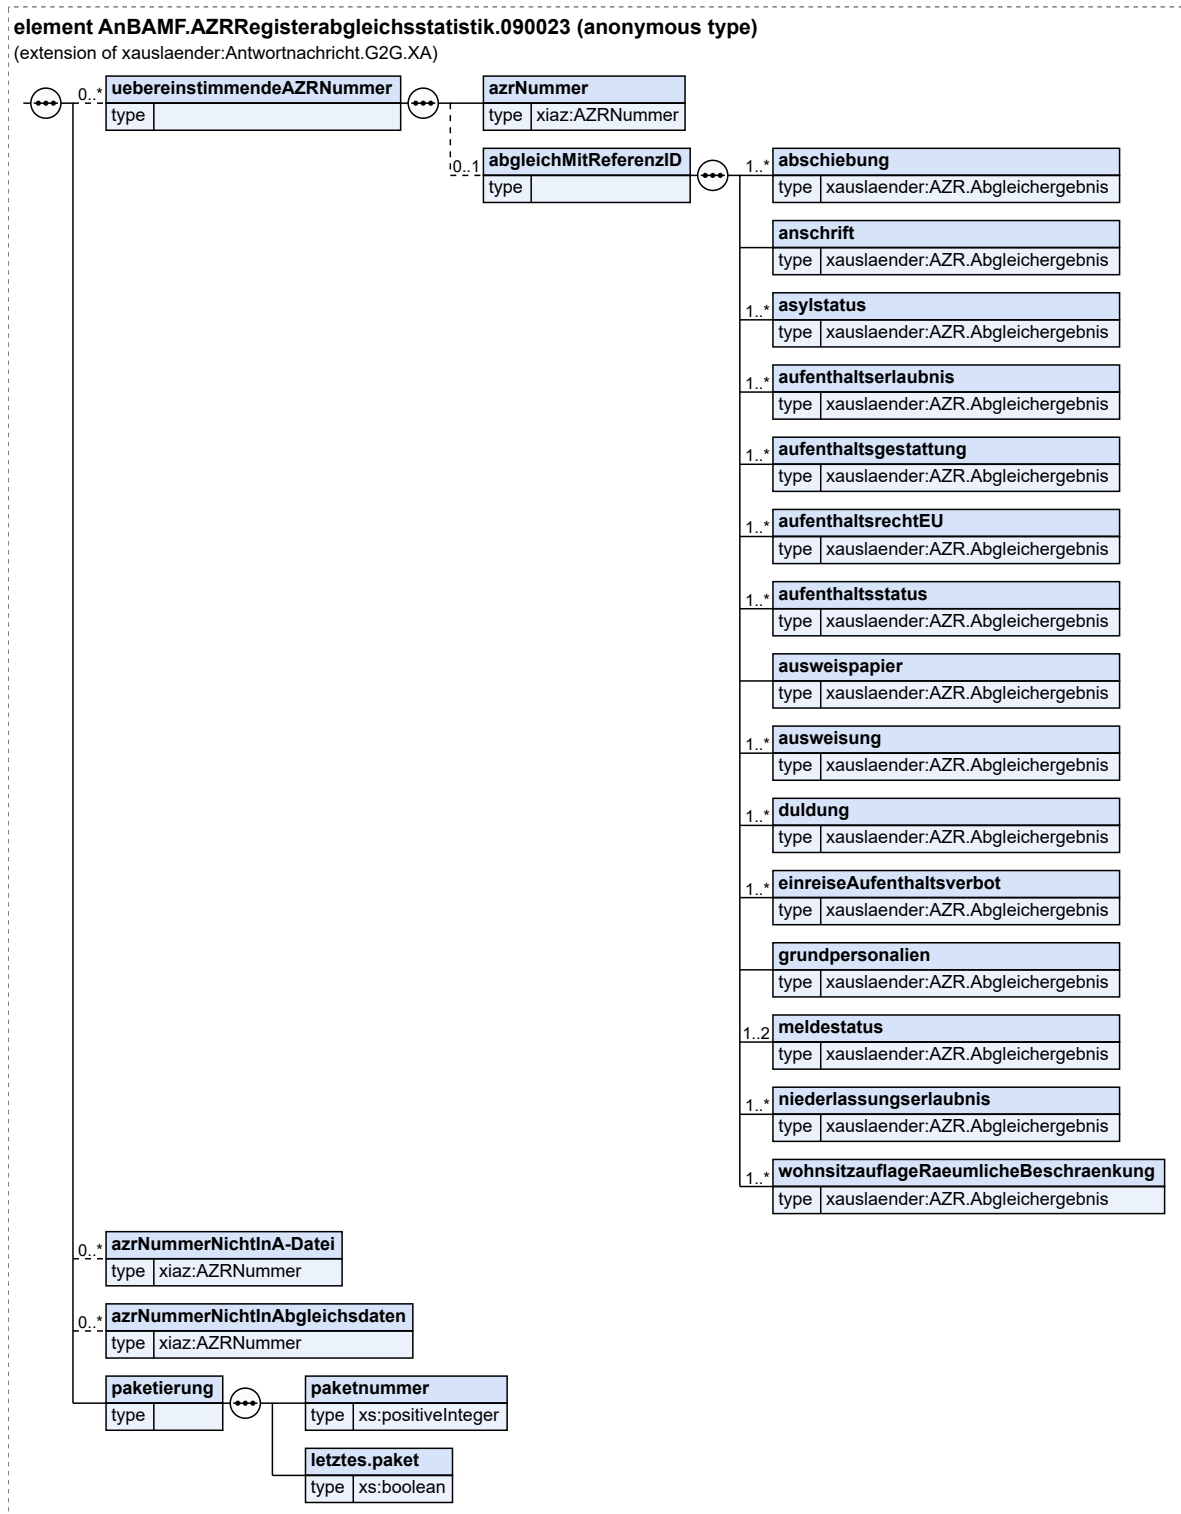 element AnBAMF.AZRRegisterabgleichsstatistik.090023 (anonymous type)
(extension of xauslaender:Antwortnachricht.G2G.XA)
0..* uebereinstimmendeAZRNummer
type
azrNummer
type xiaz:AZRNummer
0..1 abgleichMitReferenzID
type
1..* abschiebung
type xauslaender:AZR.Abgleichergebnis
anschrift
type xauslaender:AZR.Abgleichergebnis
1..* asylstatus
type xauslaender:AZR.Abgleichergebnis
1..* aufenthaltserlaubnis
type xauslaender:AZR.Abgleichergebnis
1..* aufenthaltsgestattung
type xauslaender:AZR.Abgleichergebnis
1..* aufenthaltsrechtEU
type xauslaender:AZR.Abgleichergebnis
1..* aufenthaltsstatus
type xauslaender:AZR.Abgleichergebnis
ausweispapier
type xauslaender:AZR.Abgleichergebnis
1..* ausweisung
type xauslaender:AZR.Abgleichergebnis
1..* duldung
type xauslaender:AZR.Abgleichergebnis
1..* einreiseAufenthaltsverbot
type xauslaender:AZR.Abgleichergebnis
grundpersonalien
type xauslaender:AZR.Abgleichergebnis
1..2 meldestatus
type xauslaender:AZR.Abgleichergebnis
1..* niederlassungserlaubnis
type xauslaender:AZR.Abgleichergebnis
1..* wohnsitzauflageRaeumlicheBeschraenkung
type xauslaender:AZR.Abgleichergebnis
0..* azrNummerNichtInA-Datei
type xiaz:AZRNummer
0..* azrNummerNichtInAbgleichsdaten
type xiaz:AZRNummer
paketierung
type
paketnummer
type xs:positiveInteger
letztes.paket
type xs:boolean